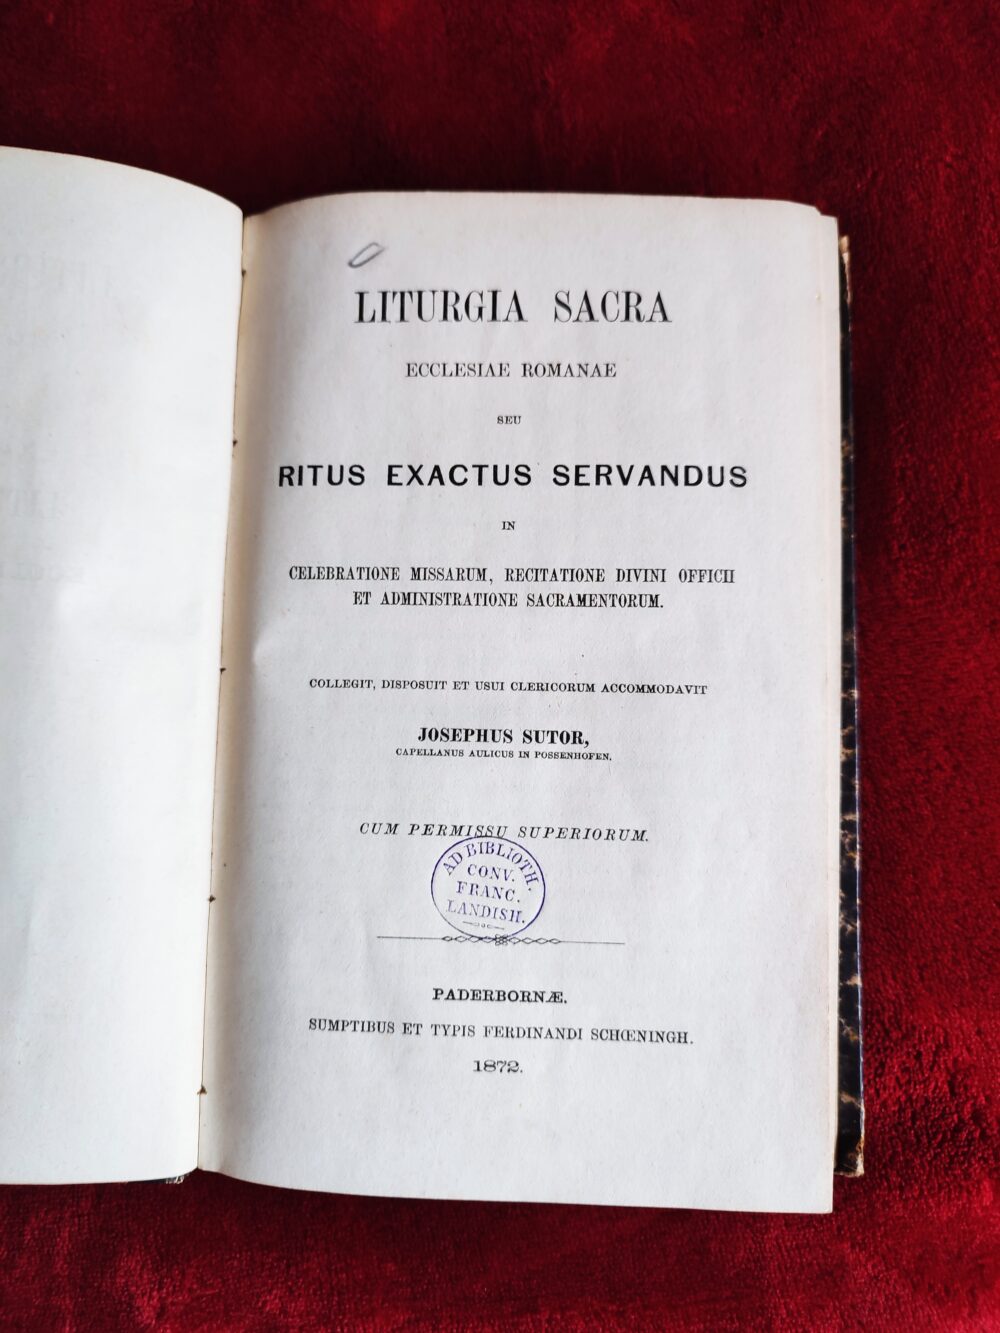 LITURGIA SACRA
ECCLESIAE ROMANAE
SEU
RITUS EXACTUS SERVANDUS
IN
CELEBRATIONE MISSARUM, RECITATIONE DIVINI OFFICII
ET ADMINISTRATIONE SACRAMENTORUM.
COLLEGIT, DISPOSUIT ET USUI CLERICORUM ACCOMMODAVIT
JOSEPHUS SUTOR,
CAPELLANUS AULICUS IN POSSENHOFEN.
CUM PERMISSU SUPERIORUM.
AD BIBLIOTH.
CONV.
FRANC.
LANDISH.
PADERBORNÆ.
SUMPTIBUS ET TYPIS FERDINANDI SCHŒNINGH.
1872.